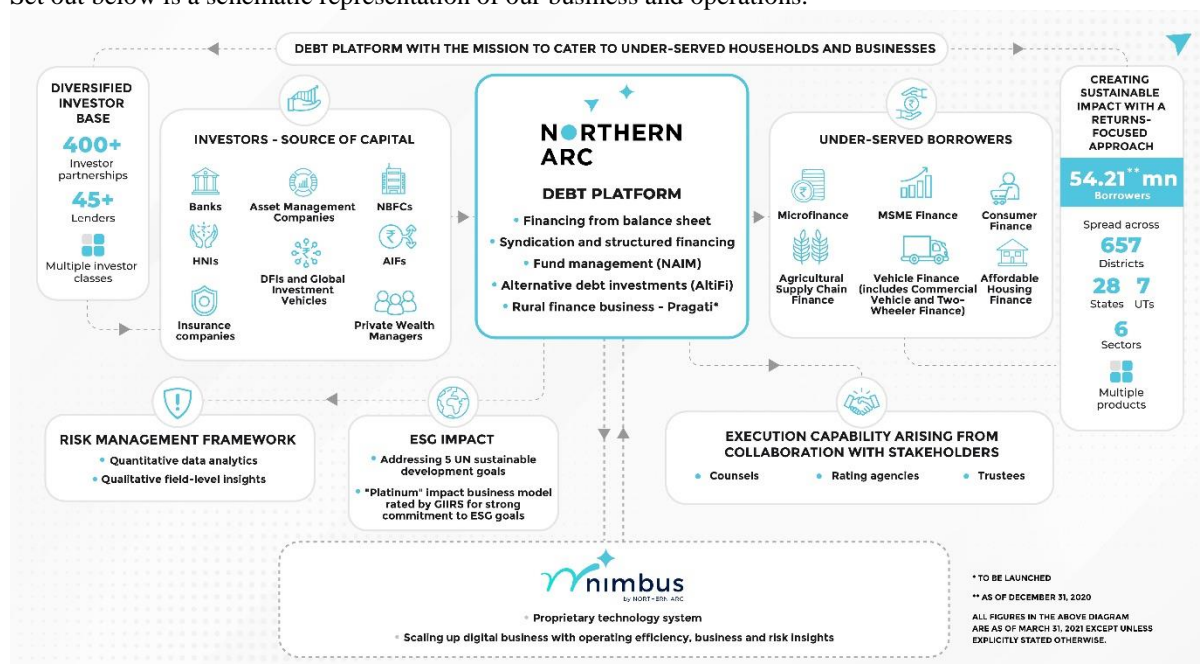 Set out below is a schematic representation of our business and operations:
DEBT PLATFORM WITH THE MISSION TO CATER TO UNDER-SERVED HOUSEHOLDS AND BUSINESSES
DIVERSIFIED
INVESTOR
BASE
400+
Investor
partnerships
45+
Lenders
Multiple investor
classes
INVESTORS - SOURCE OF CAPITAL
Banks
Asset Management
Companies
NBFCs
HNIs
DFIs and Global
Investment
Vehicles
AIFs
Insurance
companies
Private Wealth
Managers
NORTHERN
ARC
DEBT PLATFORM
• Financing from balance sheet
• Syndication and structured financing
• Fund management (NAIM)
• Alternative debt investments (AltiFi)
• Rural finance business - Pragati*
UNDER-SERVED BORROWERS
Microfinance
MSME Finance
Consumer
Finance
Agricultural
Supply Chain
Finance
Vehicle Finance
(includes Commercial
Vehicle and Two-
Wheeler Finance)
Affordable
Housing
Finance
CREATING
SUSTAINABLE
IMPACT WITH A
RETURNS-
FOCUSED
APPROACH
54.21** mn
Borrowers
Spread across
657
Districts
28 7
States UTs
6
Sectors
Multiple
products
RISK MANAGEMENT FRAMEWORK
• Quantitative data analytics
• Qualitative field-level insights
ESG IMPACT
• Addressing 5 UN sustainable
development goals
• "Platinum" impact business model
rated by GIIRS for strong
commitment to ESG goals
EXECUTION CAPABILITY ARISING FROM
COLLABORATION WITH STAKEHOLDERS
• Counsels • Rating agencies • Trustees
nimbus
by NORTHERN ARC
• Proprietary technology system
• Scaling up digital business with operating efficiency, business and risk insights
* TO BE LAUNCHED
** AS OF DECEMBER 31, 2020
ALL FIGURES IN THE ABOVE DIAGRAM
ARE AS OF MARCH 31, 2021 EXCEPT UNLESS
EXPLICITLY STATED OTHERWISE.